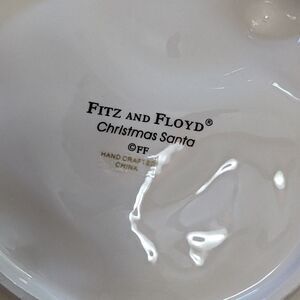 FITZ AND FLOYD®
Christmas Santa
©FF
HAND CRAFTED
CHINA